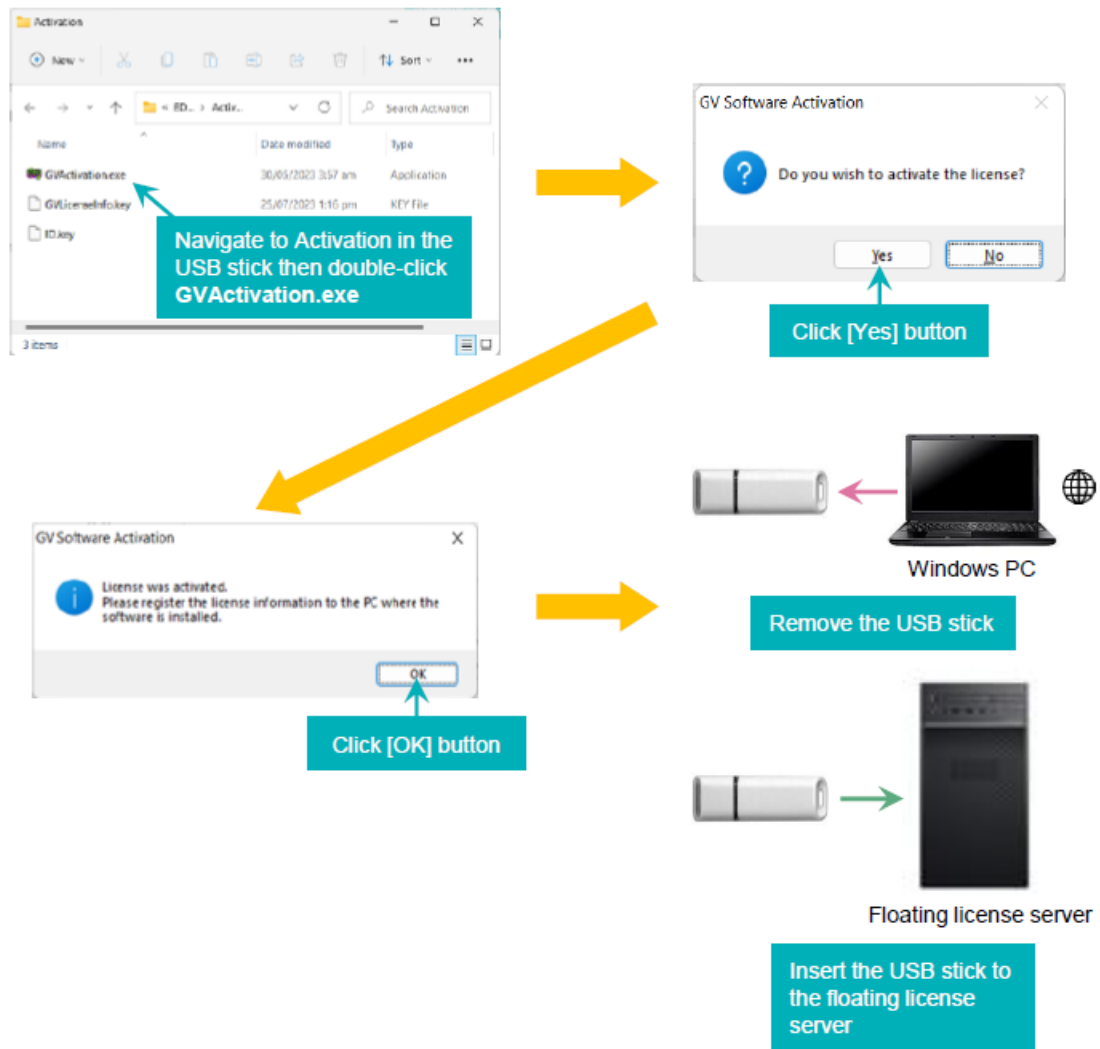 Activation
New
Sort
ED... > Activ...
Search Activation
Name
Date modified
Type
GVActivation.exe
30/05/2023 3:57 am
Application
GVLicenseInfo.key
25/07/2023 1:16 pm
KEY File
ID.key
Navigate to Activation in the
USB stick then double-click
GVActivation.exe
3 items
GV Software Activation
Do you wish to activate the license?
Yes
No
Click [Yes] button
GV Software Activation
License was activated.
Please register the license information to the PC where the
software is installed.
OK
Click [OK] button
Windows PC
Remove the USB stick
Floating license server
Insert the USB stick to
the floating license
server